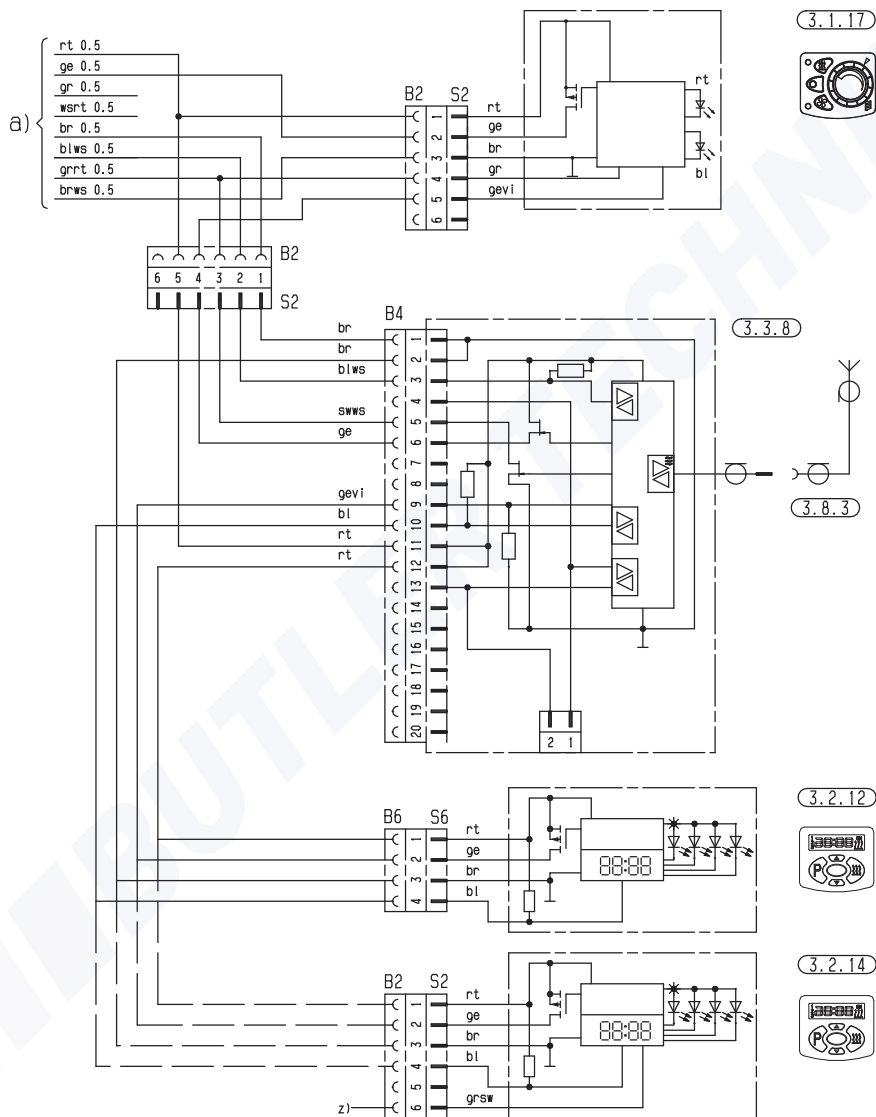 3.1.17
a)
rt 0.5
ge 0.5
gr 0.5
wsrt 0.5
br 0.5
blws 0.5
grrt 0.5
brws 0.5
B2 S2
1
2
3
4
5
6
rt
ge
br
gr
gevi
rt
bl
B2
6 5 4 3 2 1
S2
B4
3.3.8
br
br
blws
swws
ge
gevi
bl
rt
rt
1
2
3
4
5
6
7
8
9
10
11
12
13
14
15
16
17
18
19
20
2 1
3.8.3
3.2.12
B6 S6
1
2
3
4
rt
ge
br
bl
88:88
P
3.2.14
B2 S2
1
2
3
4
5
6
rt
ge
br
bl
grsw
88:88
P
z)
BUTLER TECHNI